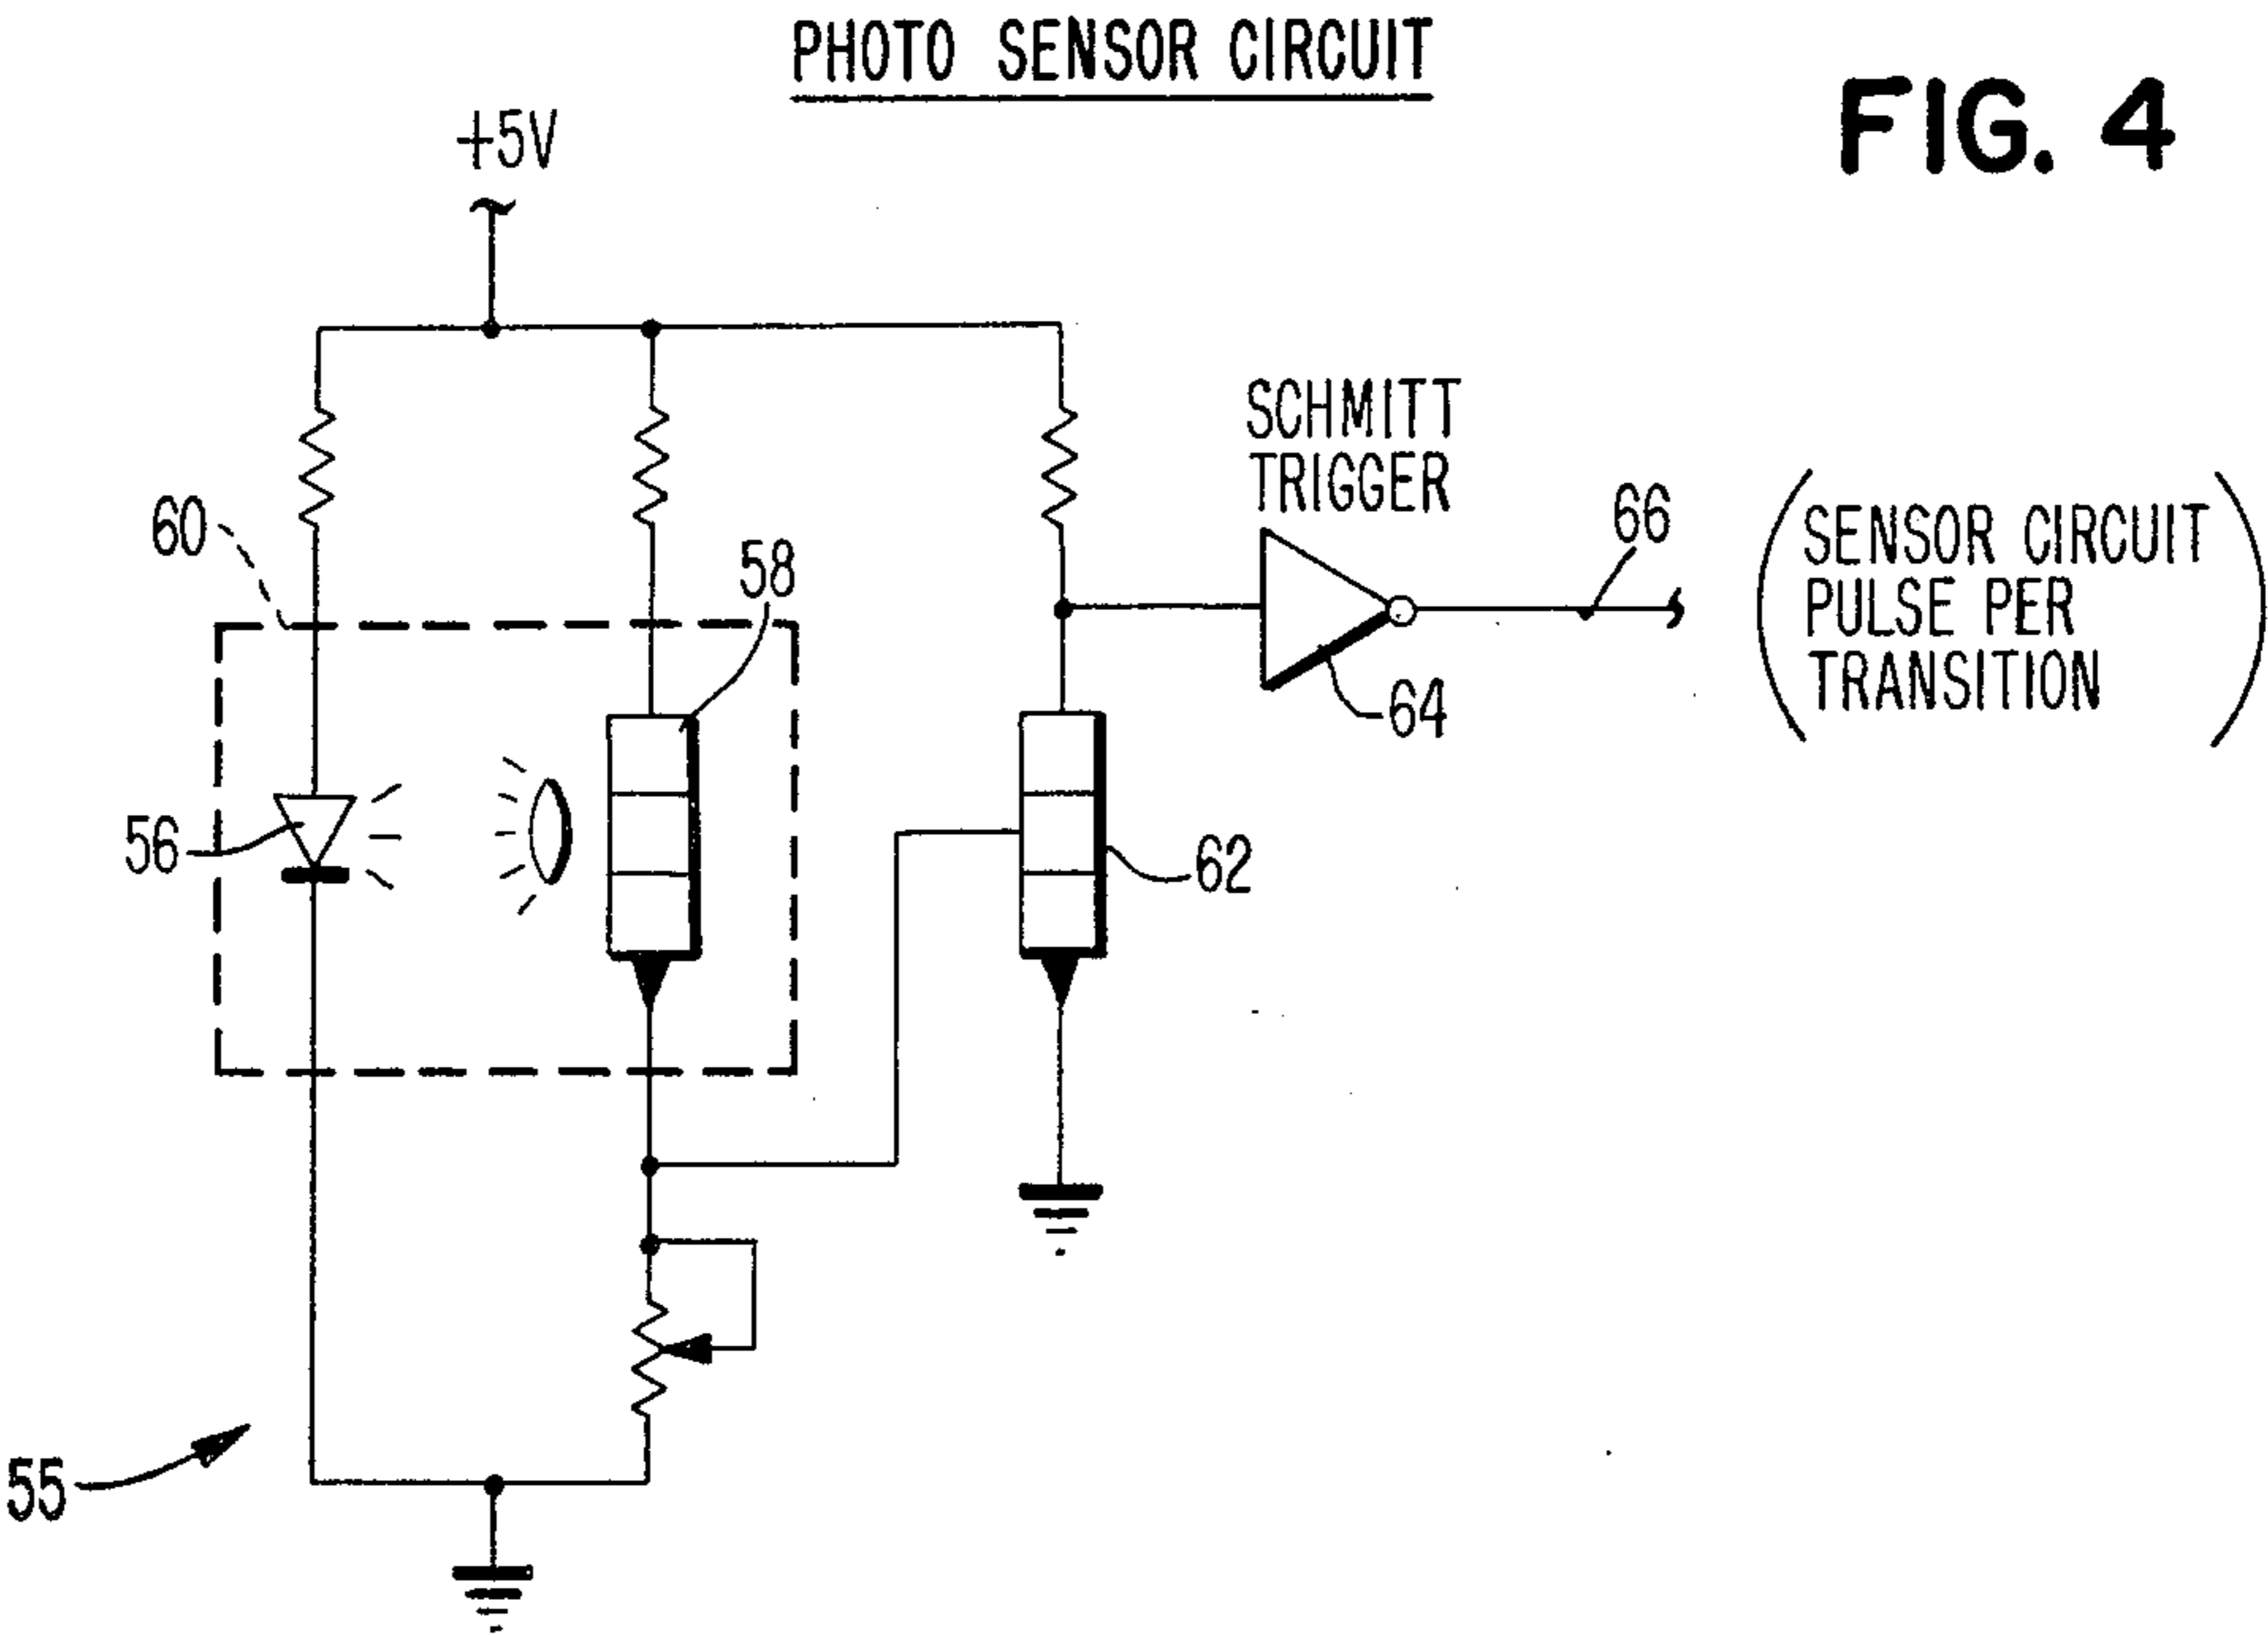 PHOTO SENSOR CIRCUIT
FIG. 4
+5V
SCHMITT
TRIGGER
60
58
66
SENSOR CIRCUIT
PULSE PER
TRANSITION
64
56
62
55